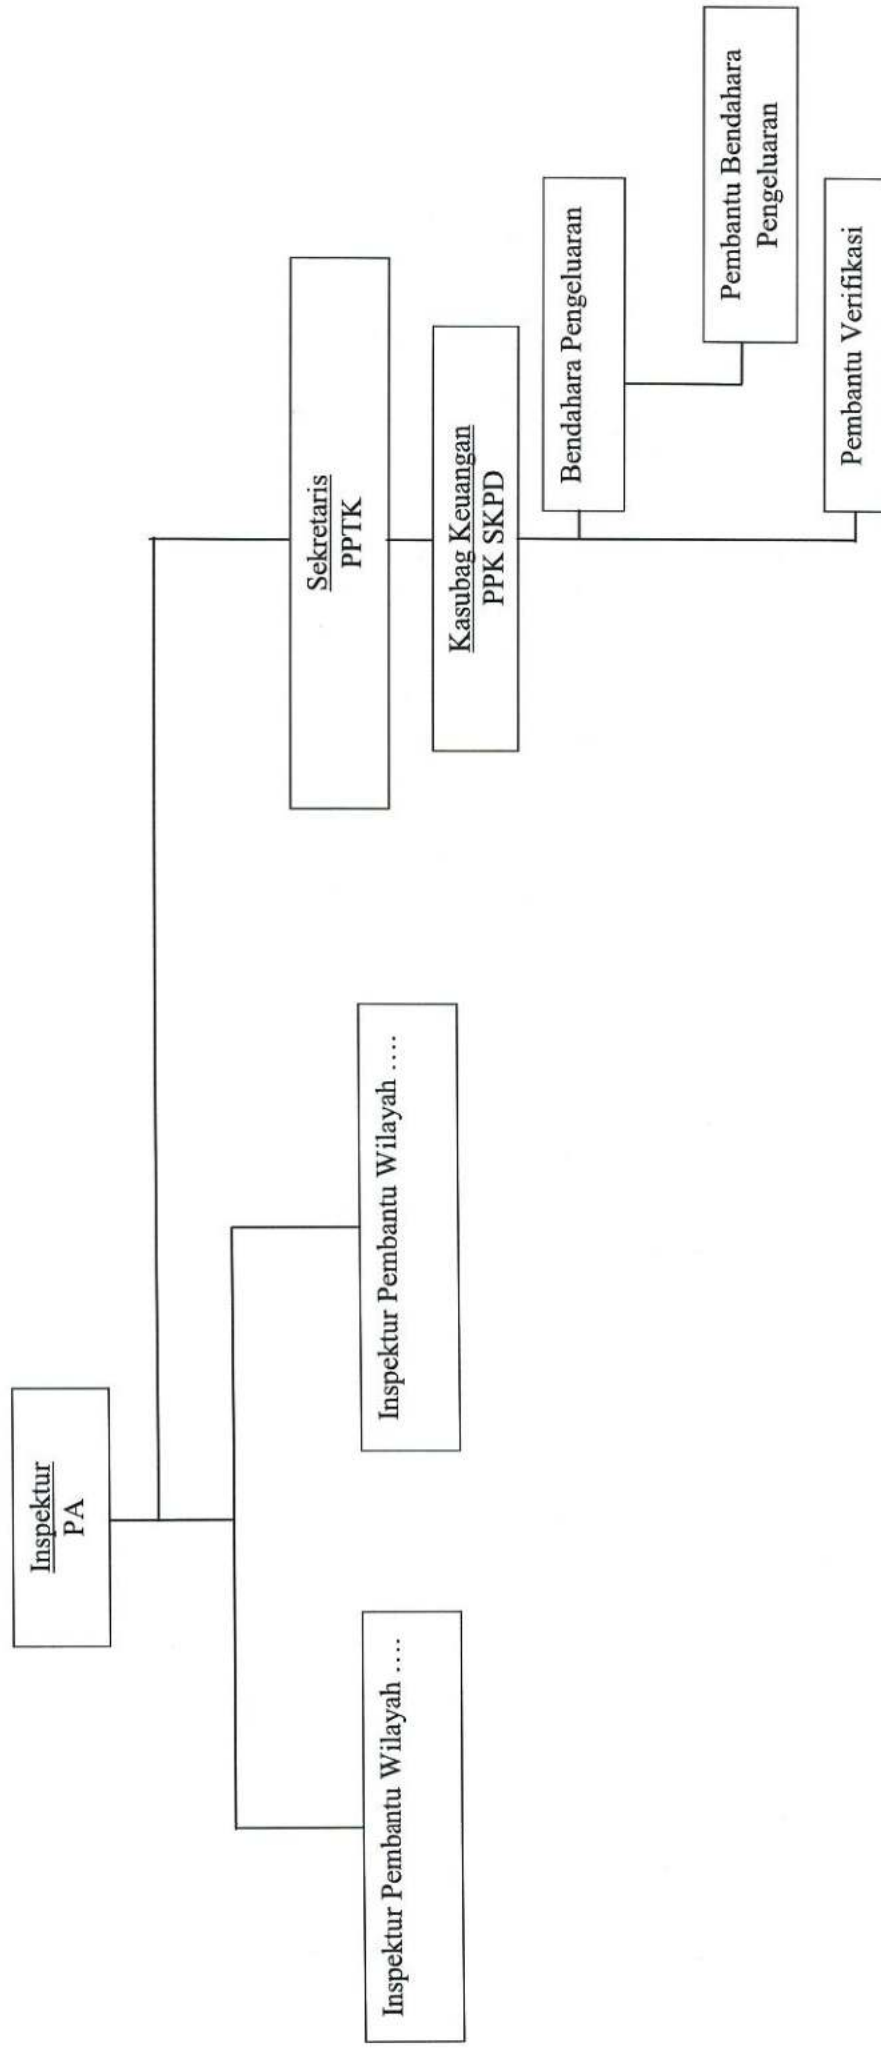 Inspektur
PA
Sekretaris
PPTK
Inspektur Pembantu Wilayah ....
Inspektur Pembantu Wilayah ....
Kasubag Keuangan
PPK SKPD
Bendahara Pengeluaran
Pembantu Bendahara
Pengeluaran
Pembantu Verifikasi